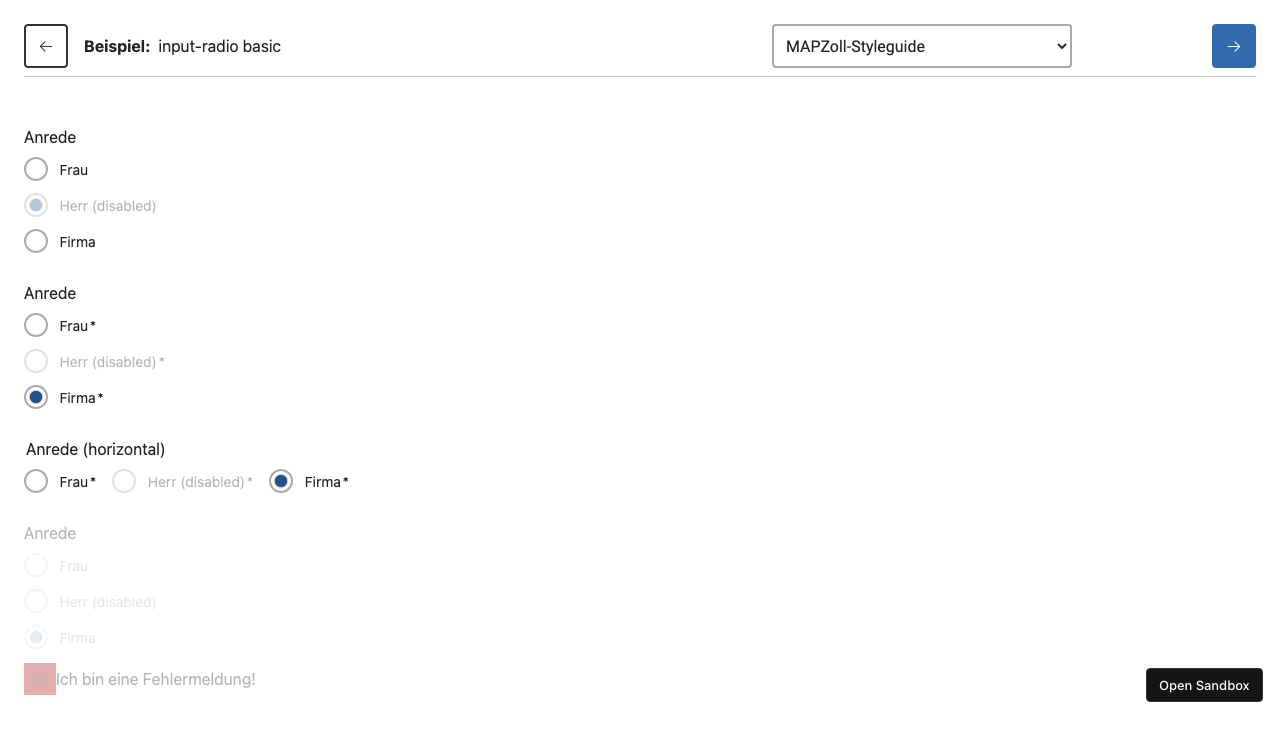 Beispiel: input-radio basic
MAPZoll-Styleguide
Anrede
Frau
Herr (disabled)
Firma
Anrede
Frau*
Herr (disabled)*
Firma*
Anrede (horizontal)
Frau* Herr (disabled)* Firma*
Anrede
Frau
Herr (disabled)
Firma
Ich bin eine Fehlermeldung!
Open Sandbox